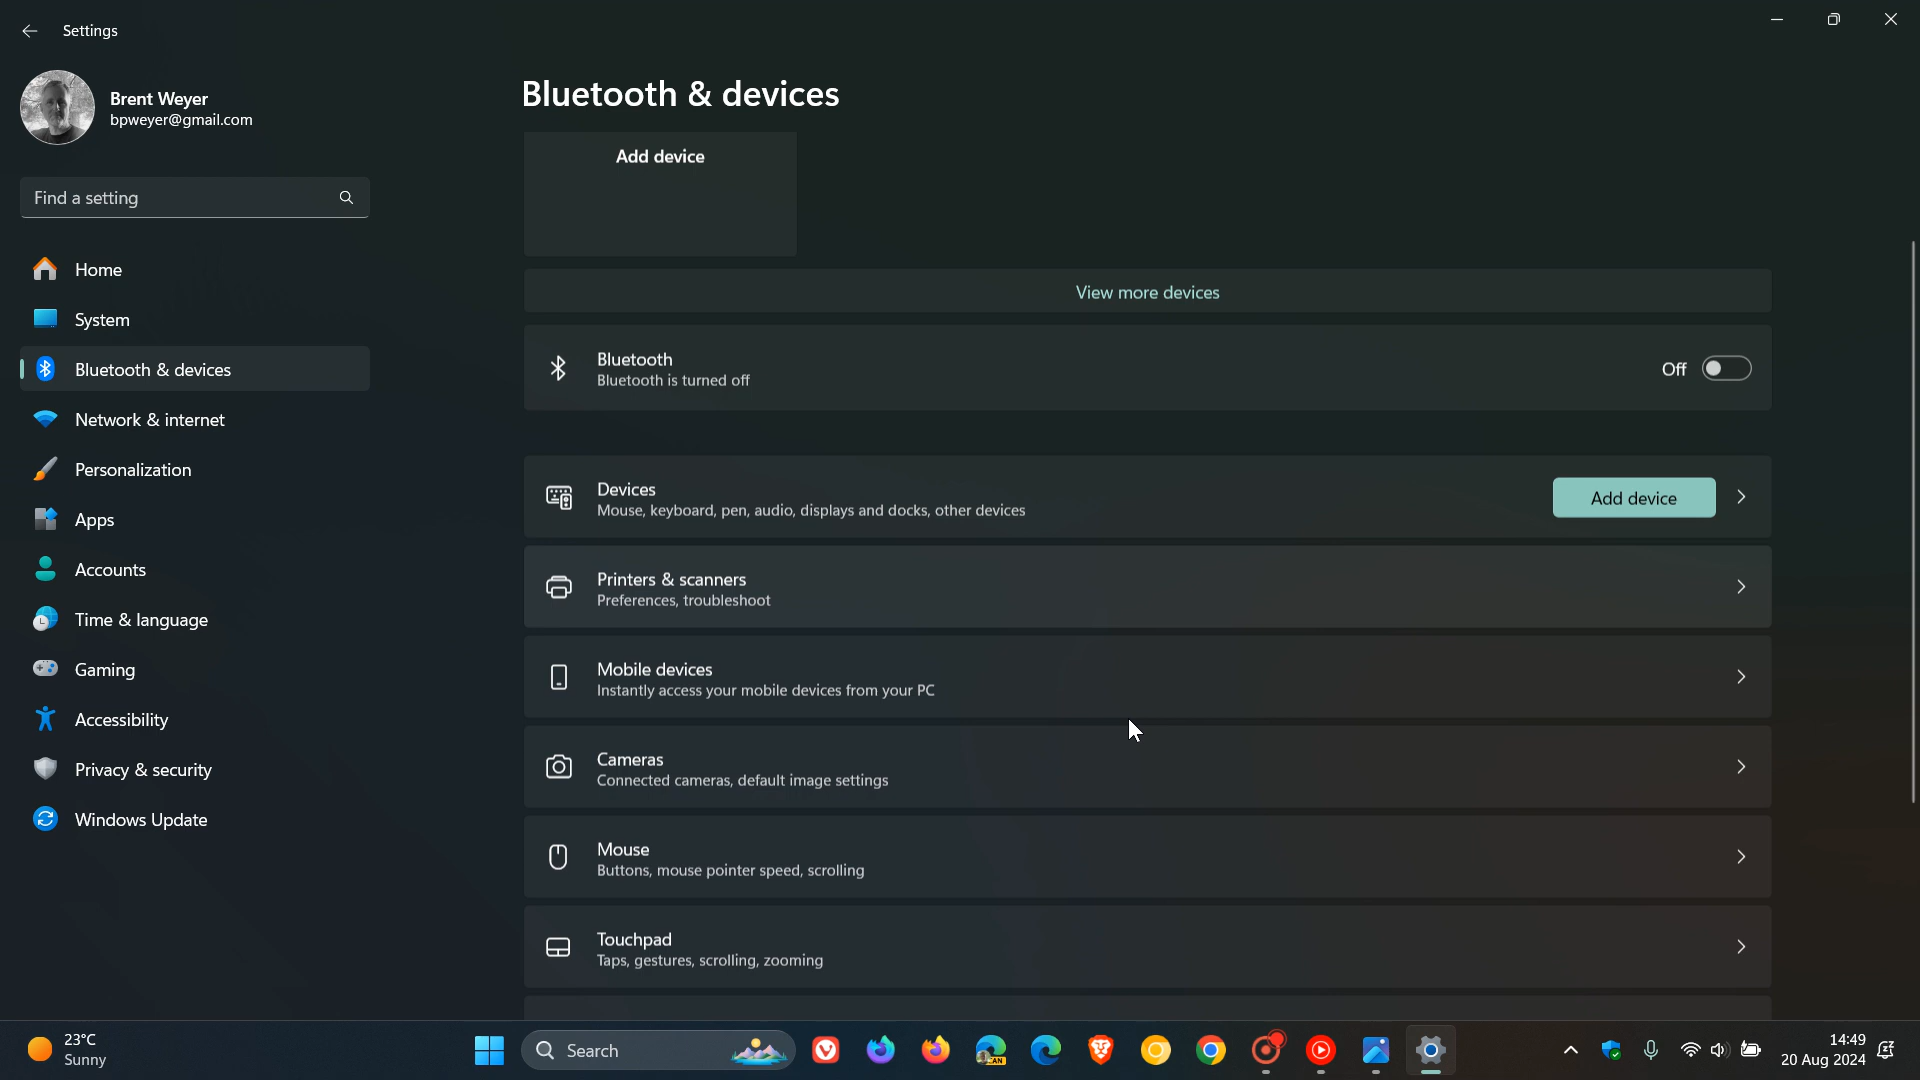 Settings
Brent Weyer
bpweyer@gmail.com
Find a setting
Home
System
Bluetooth & devices
Network & internet
Personalization
Apps
Accounts
Time & language
Gaming
Accessibility
Privacy & security
Windows Update
Bluetooth & devices
Add device
View more devices
Bluetooth
Bluetooth is turned off
Off
Devices
Mouse, keyboard, pen, audio, displays and docks, other devices
Add device
Printers & scanners
Preferences, troubleshoot
Mobile devices
Instantly access your mobile devices from your PC
Cameras
Connected cameras, default image settings
Mouse
Buttons, mouse pointer speed, scrolling
Touchpad
Taps, gestures, scrolling, zooming
23°C
Sunny
Search
CAN
14:49
20 Aug 2024